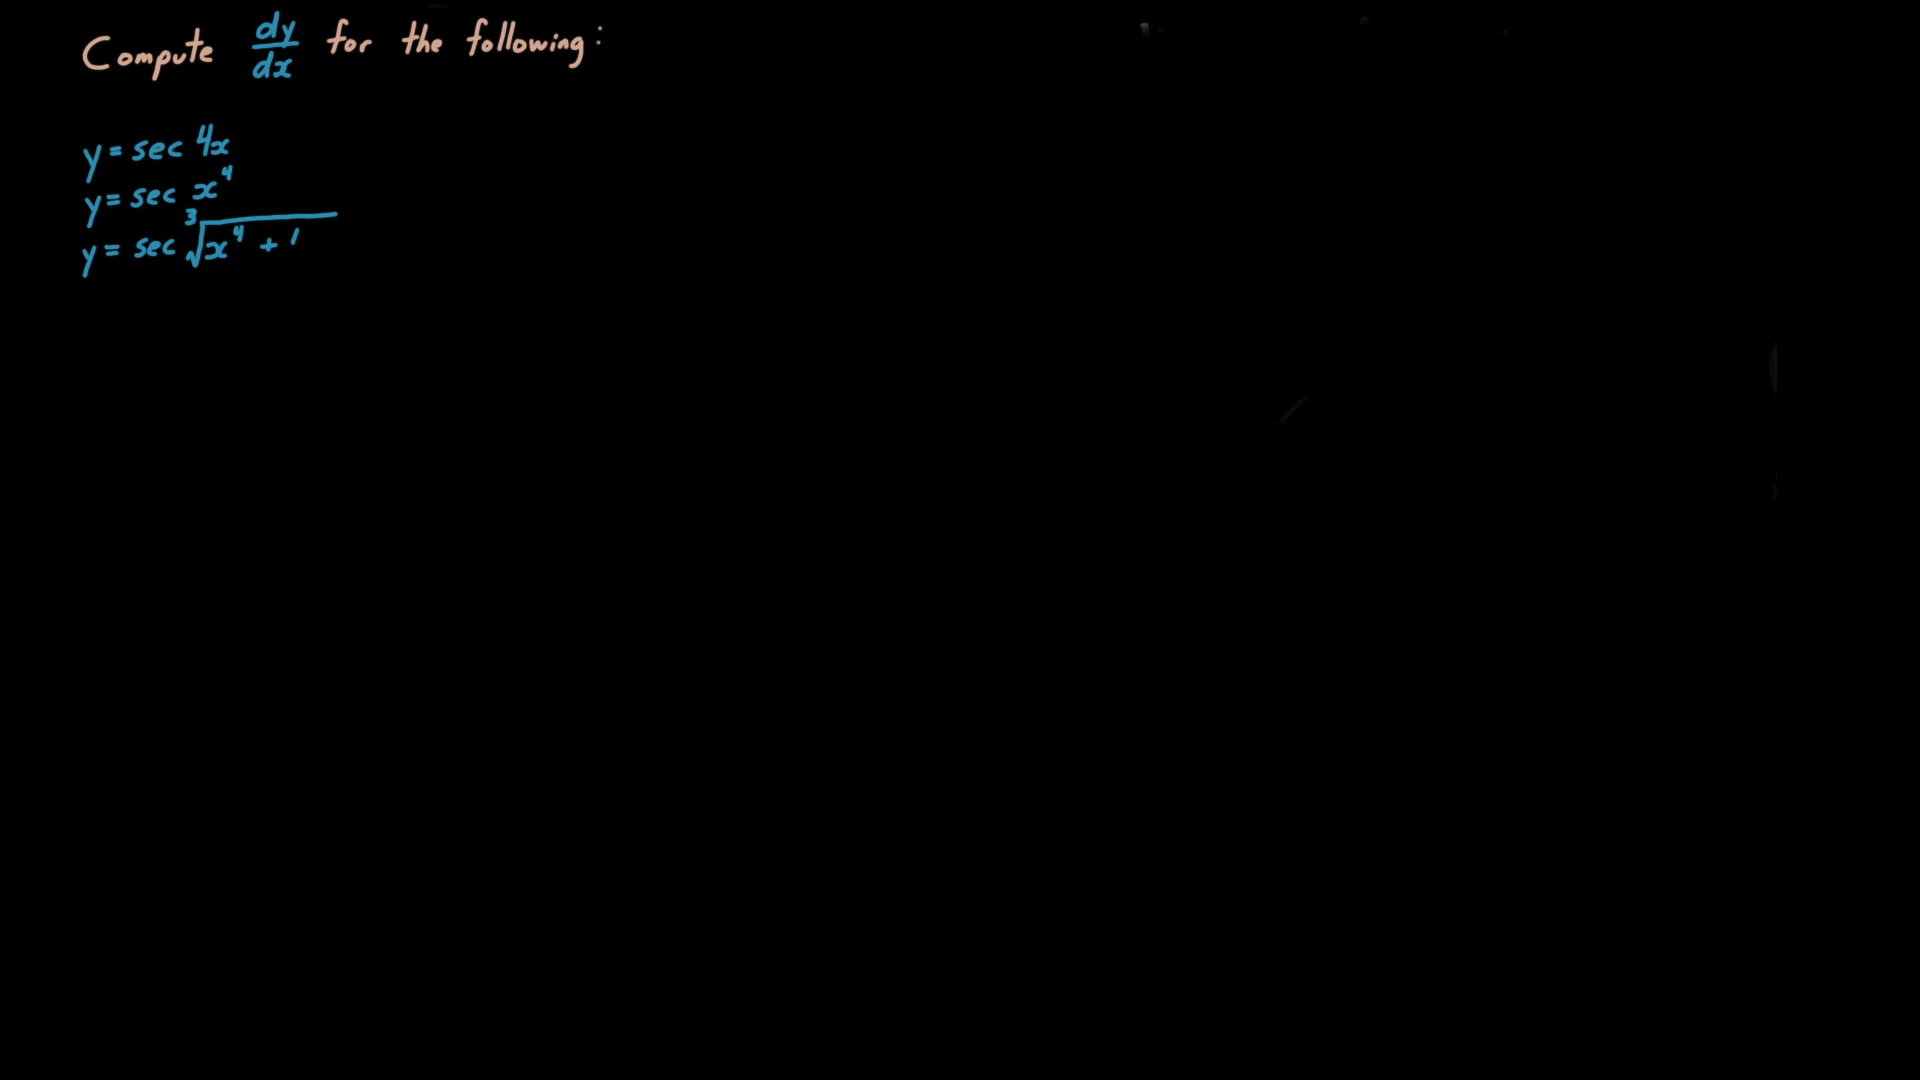 Compute dy/dx for the following:
y = sec 4x
y = sec x⁴
y = sec ∛(x⁴ + 1)